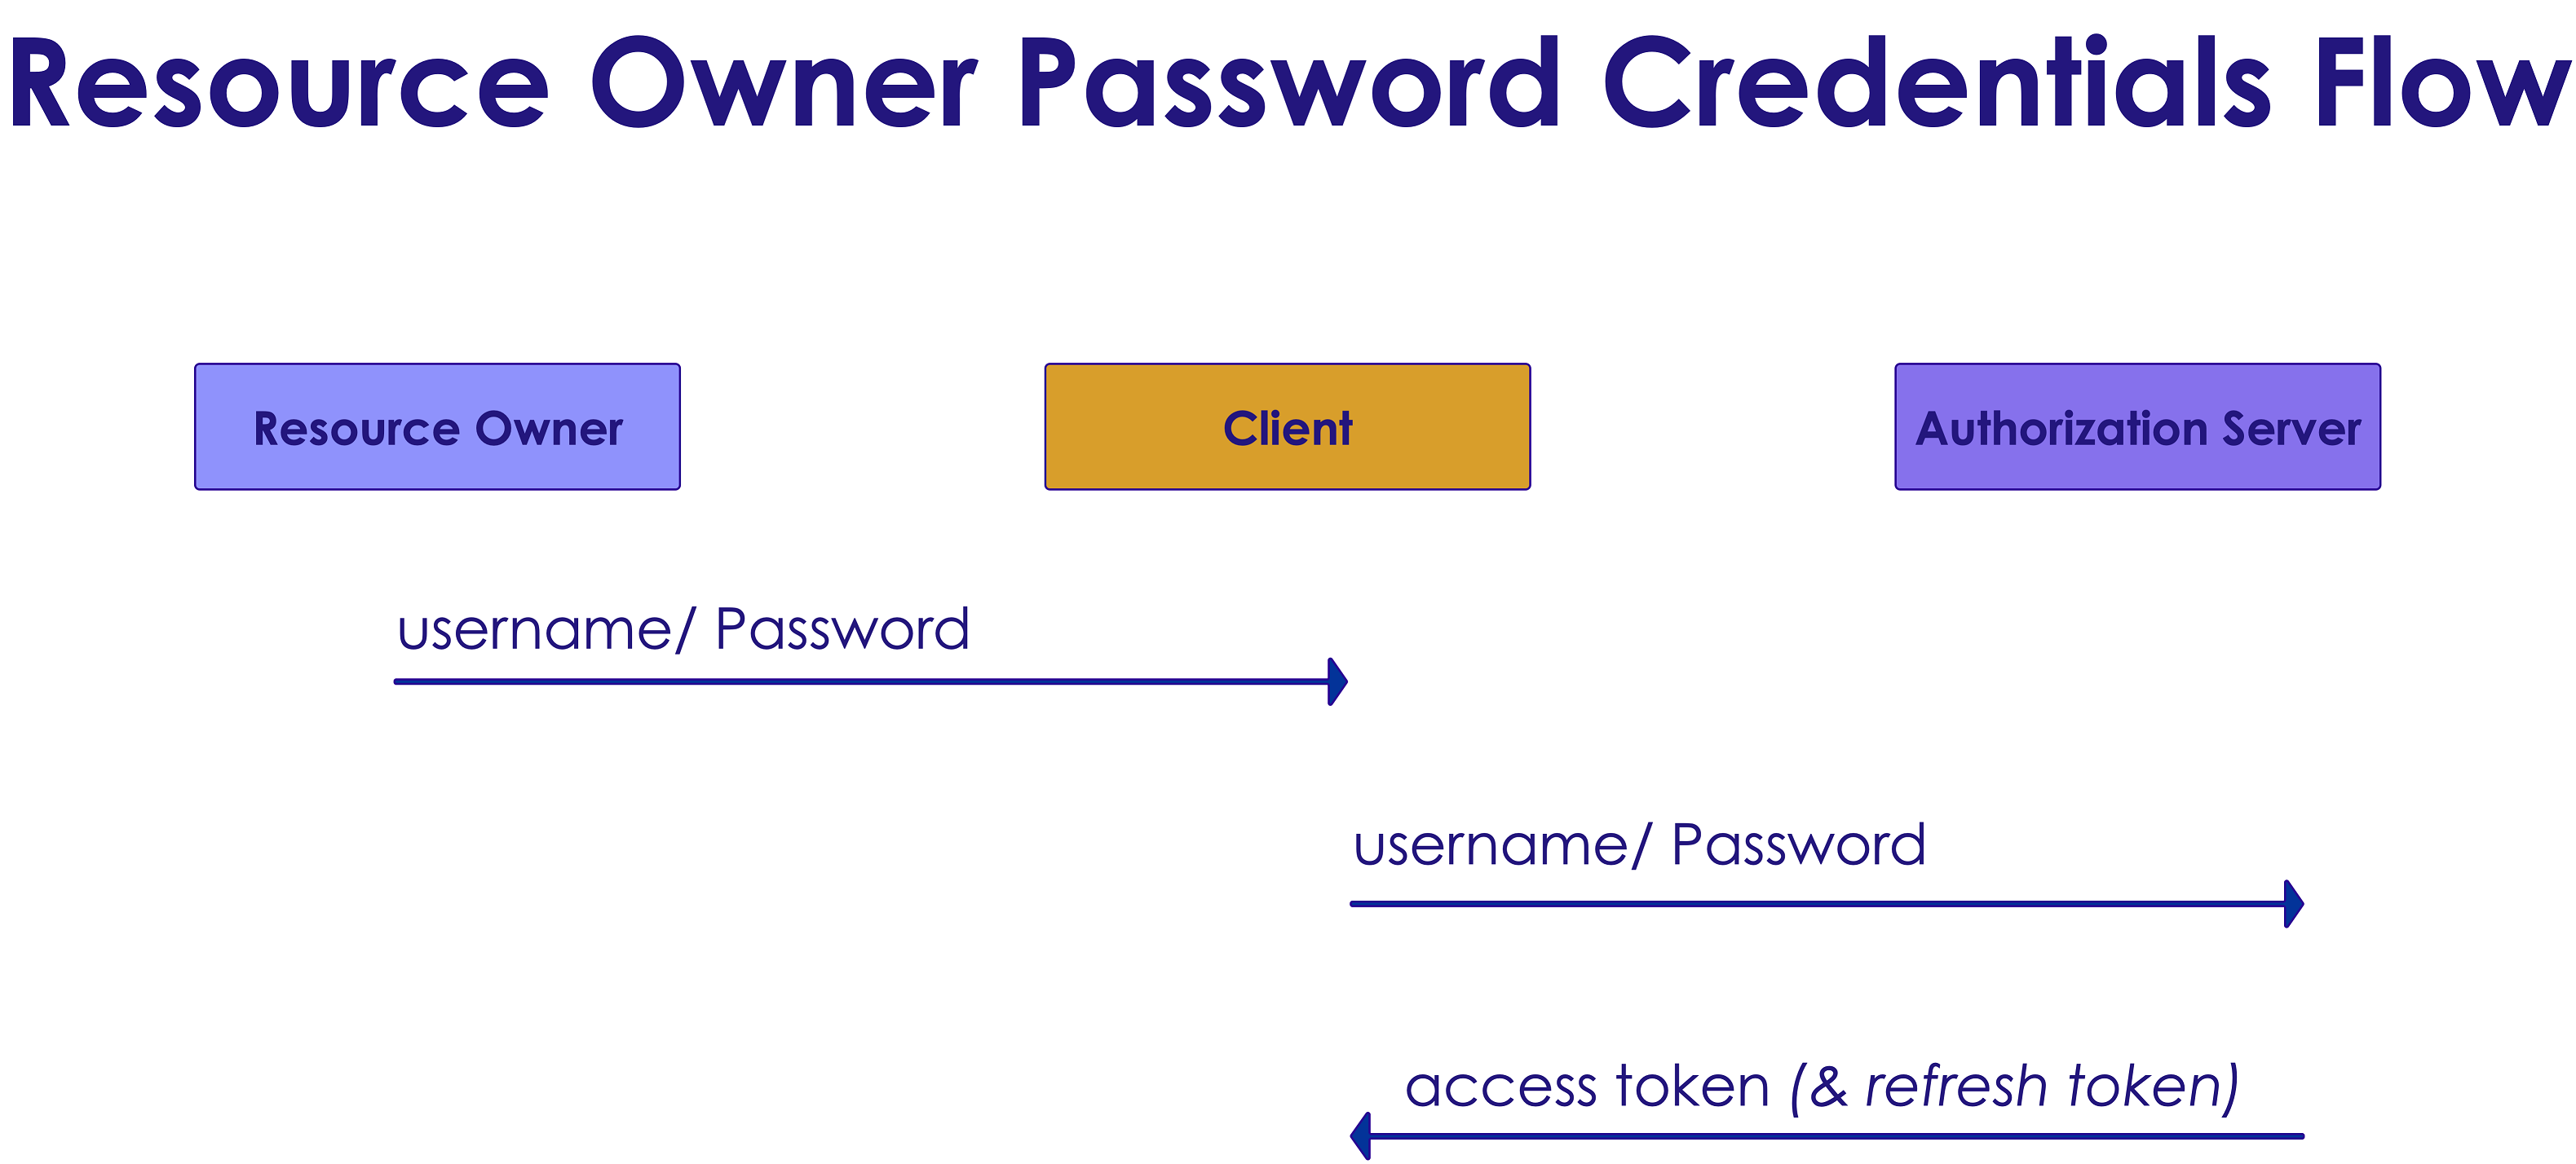 Resource Owner Password Credentials Flow
Resource Owner
Client
Authorization Server
username/ Password
username/ Password
access token (& refresh token)